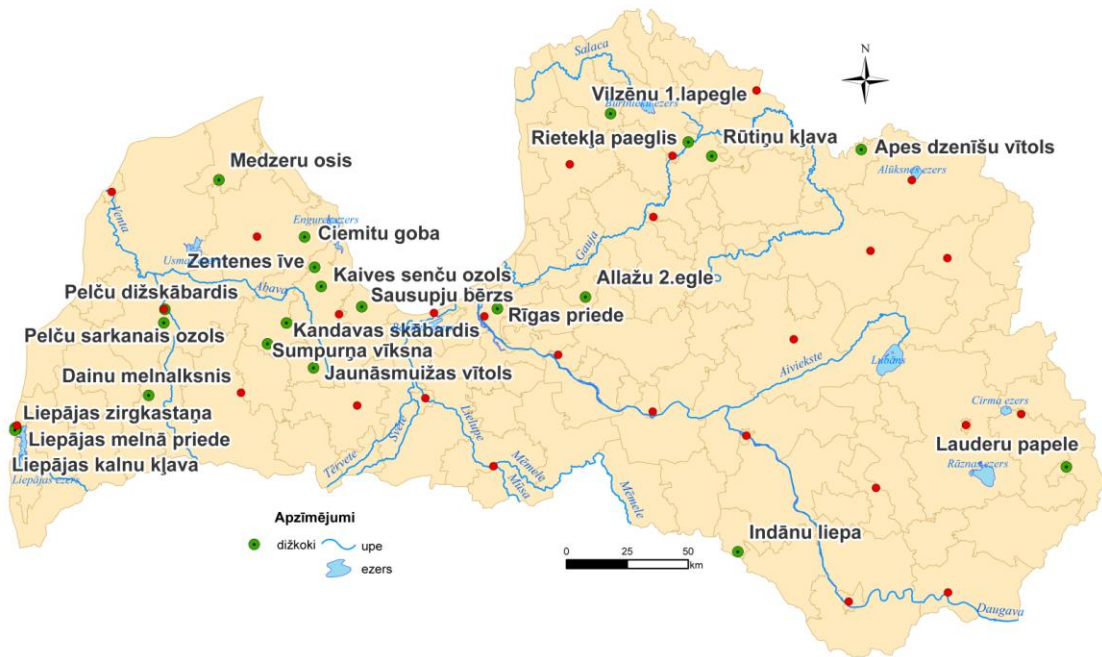 N
Salaca
Vilzēnu 1.lapegle
Burtnieku ezers
Rietekļa paeglis
Rūtiņu kļava
Apes dzenīšu vītols
Alūksnes ezers
Medzeru osis
Venta
Engures ezers
Ciemitu goba
Gauja
Usmas
Zentenes īve
Kaives senču ozols
Allažu 2.egle
Abava
Pelču dižskābardis
Sausupju bērzs
Rīgas priede
Pelču sarkanais ozols
Kandavas skābardis
Sumpurņa vīksna
Aiviekste
Lubāns
Dainu melnalksnis
Jaunāsmuižas vītols
Liepājas zirgkastaņa
Cirma ezers
Liepājas melnā priede
Svēte
Lielupe
Lauderu papele
Liepājas kalnu kļava
Tērvete
Mēmele
Rāznas ezers
Liepājas ezers
Mūsa
Mēmele
Apzīmējumi
Indānu liepa
dižkoki
upe
ezers
0 25 50
km
Daugava